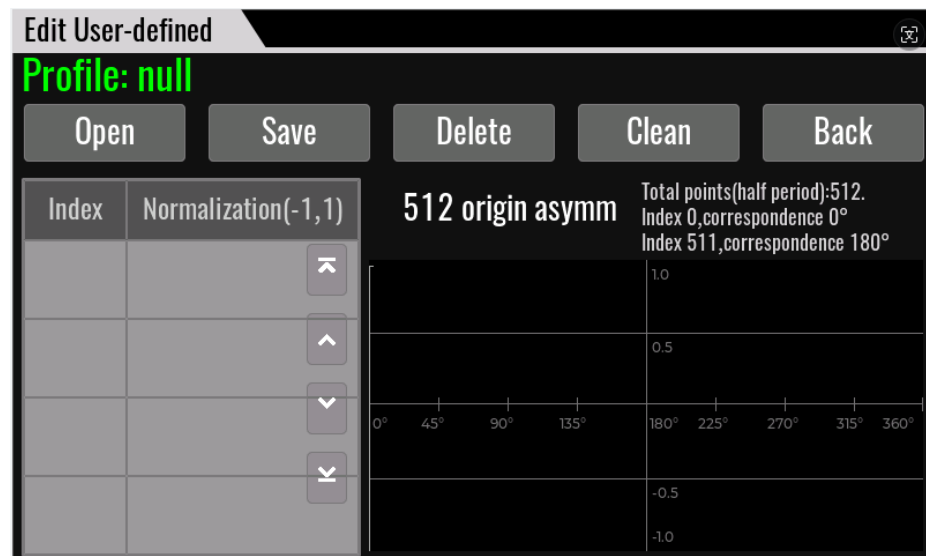 Edit User-defined
Profile: null
Open Save Delete Clean Back
Index Normalization(-1,1)
512 origin asymm
Total points(half period):512.
Index 0,correspondence 0°
Index 511,correspondence 180°
1.0
0.5
0° 45° 90° 135° 180° 225° 270° 315° 360°
-0.5
-1.0